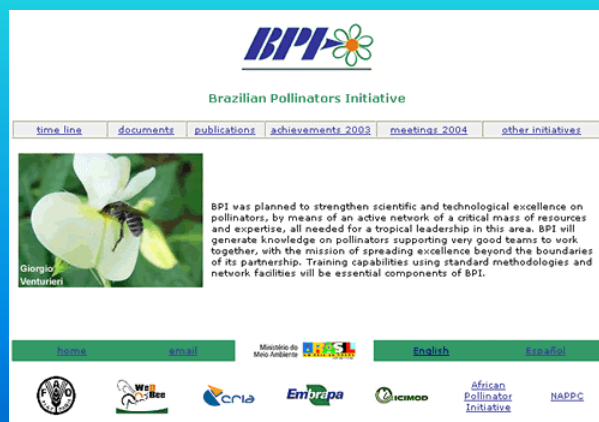 BPI
Brazilian Pollinators Initiative
time line documents publications achievements 2003 meetings 2004 other initiatives
BPI was planned to strengthen scientific and technological excellence on
pollinators, by means of an active network of a critical mass of resources
and expertise, all needed for a tropical leadership in this area. BPI will
generate knowledge on pollinators supporting very good teams to work
together, with the mission of spreading excellence beyond the boundaries
of its partnership. Training capabilities using standard methodologies and
network facilities will be essential components of BPI.
Giorgio
Venturieri
home email Ministério do
Meio Ambiente BRASIL English Español
FAO Well Bee cria Embrapa ICIMOD African
Pollinator
Initiative NAPPC